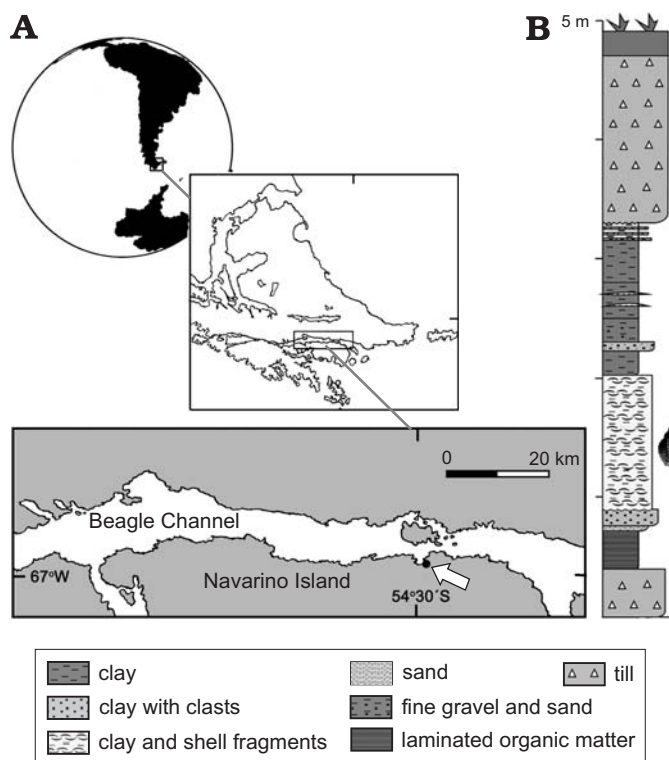 A
B
5 m
0 20 km
Beagle Channel
67°W
Navarino Island
54°30´S
clay
sand
till
clay with clasts
fine gravel and sand
clay and shell fragments
laminated organic matter